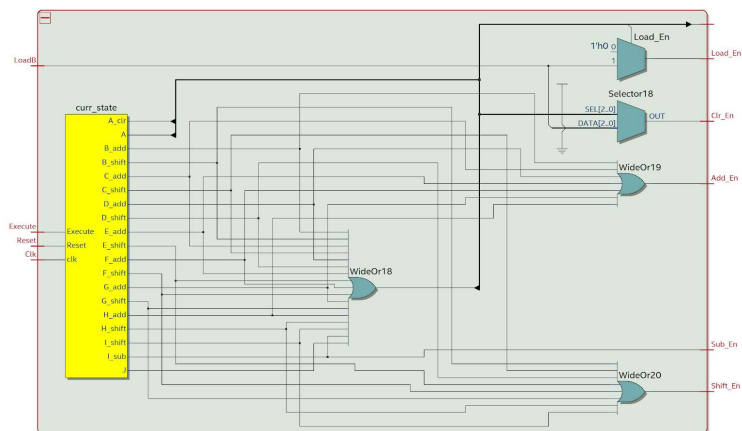 Load_En
1'h0 0
1
Load_En
LoadB
Selector18
SEL[2..0]
DATA[2..0]
OUT
Clr_En
curr_state
A_clr
A
B_add
B_shift
C_add
C_shift
D_add
D_shift
E_add
E_shift
F_add
F_shift
G_add
G_shift
H_add
H_shift
I_shift
I_sub
J
Execute
Reset
clk
Execute
Reset
Clk
WideOr19
Add_En
WideOr18
Sub_En
WideOr20
Shift_En